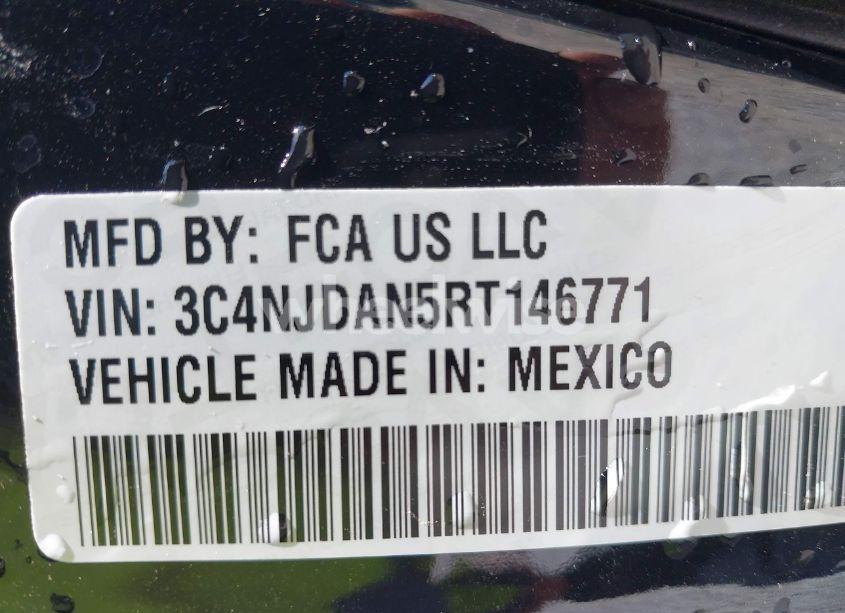 MFD BY: FCA US LLC
VIN: 3C4NJDAN5RT146771
VEHICLE MADE IN: MEXICO